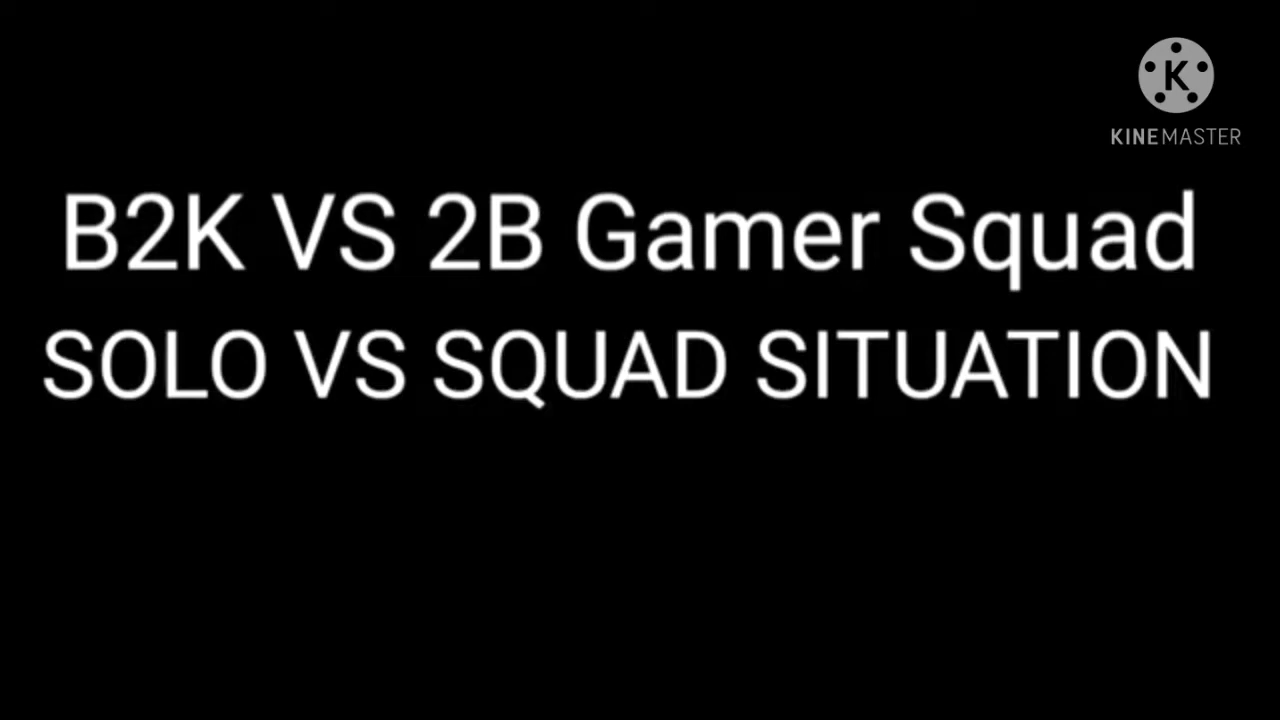 K
KINEMASTER
B2K VS 2B Gamer Squad
SOLO VS SQUAD SITUATION